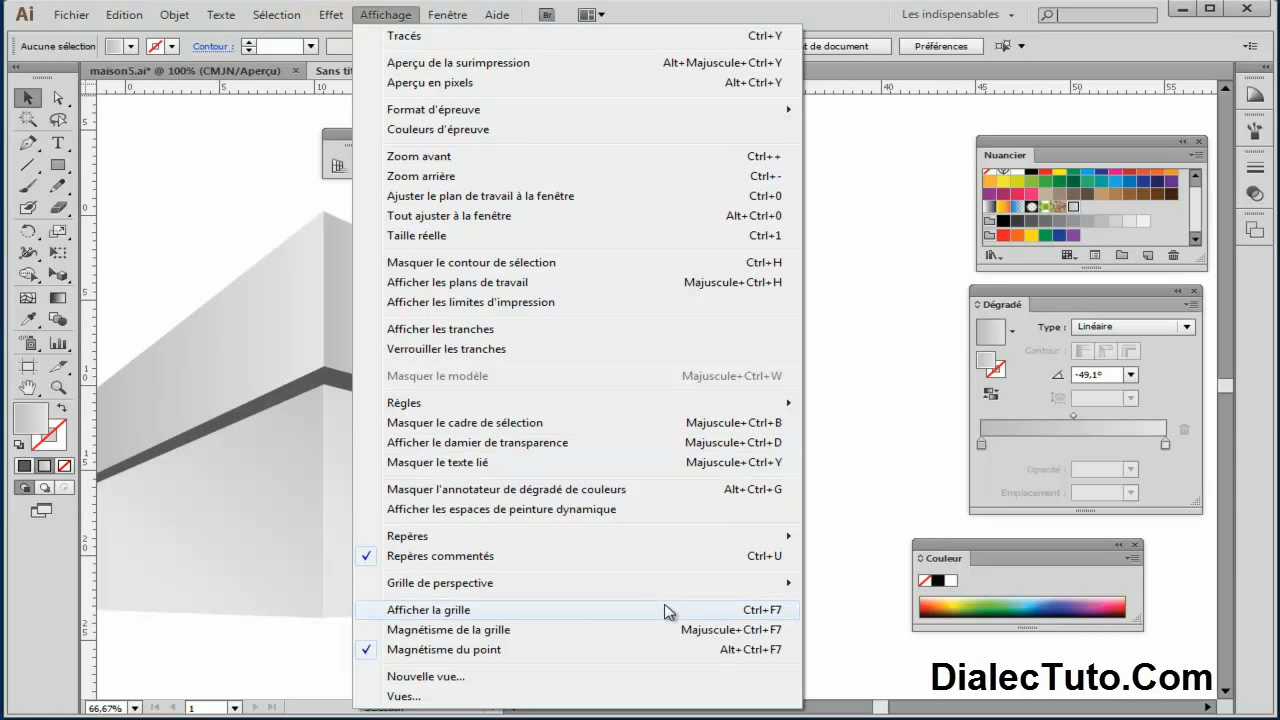 Ai Fichier Edition Objet Texte Sélection Effet Affichage Fenêtre Aide Br Les indispensables
Aucune sélection Contour : t de document Préférences
maison5.ai* @ 100% (CMJN/Aperçu) × Sans ti
0 5 10 40 45 50 55
Tracés Ctrl+Y
Aperçu de la surimpression Alt+Majuscule+Ctrl+Y
Aperçu en pixels Alt+Ctrl+Y
Format d'épreuve
Couleurs d'épreuve
Zoom avant Ctrl++
Zoom arrière Ctrl+-
Ajuster le plan de travail à la fenêtre Ctrl+0
Tout ajuster à la fenêtre Alt+Ctrl+0
Taille réelle Ctrl+1
Masquer le contour de sélection Ctrl+H
Afficher les plans de travail Majuscule+Ctrl+H
Afficher les limites d'impression
Afficher les tranches
Verrouiller les tranches
Masquer le modèle Majuscule+Ctrl+W
Règles
Masquer le cadre de sélection Majuscule+Ctrl+B
Afficher le damier de transparence Majuscule+Ctrl+D
Masquer le texte lié Majuscule+Ctrl+Y
Masquer l'annotateur de dégradé de couleurs Alt+Ctrl+G
Afficher les espaces de peinture dynamique
Repères
Repères commentés Ctrl+U
Grille de perspective
Afficher la grille Ctrl+F7
Magnétisme de la grille Majuscule+Ctrl+F7
Magnétisme du point Alt+Ctrl+F7
Nouvelle vue...
Vues...
Nuancier
Dégradé
Type : Linéaire
Contour :
-49,1°
Opacité :
Emplacement :
Couleur
66,67% 1
DialecTuto.Com